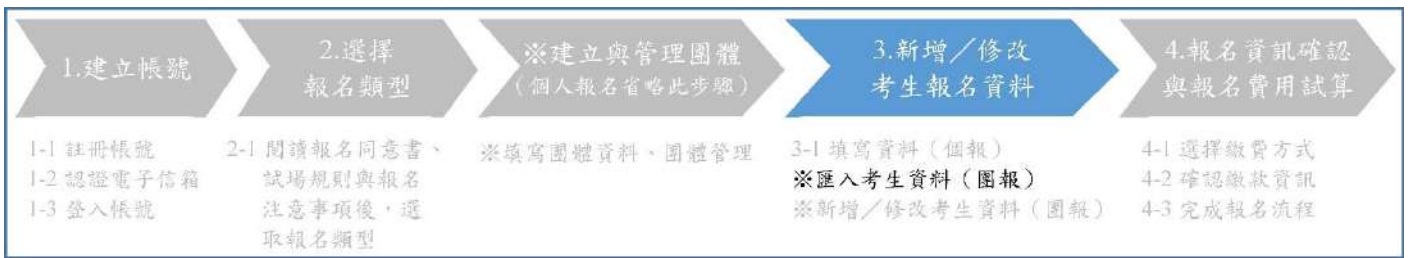 1.建立帳號
2.選擇
報名類型
※建立與管理團體
(個人報名省略此步驟)
3.新增／修改
考生報名資料
4.報名資訊確認
與報名費用試算
1-1 註冊帳號
1-2 認證電子信箱
1-3 登入帳號
2-1 閱讀報名同意書、
試場規則與報名
注意事項後，選
取報名類型
※填寫團體資料、團體管理
3-1 填寫資料（個報）
※匯入考生資料（團報）
※新增／修改考生資料（團報）
4-1 選擇繳費方式
4-2 確認繳款資訊
4-3 完成報名流程